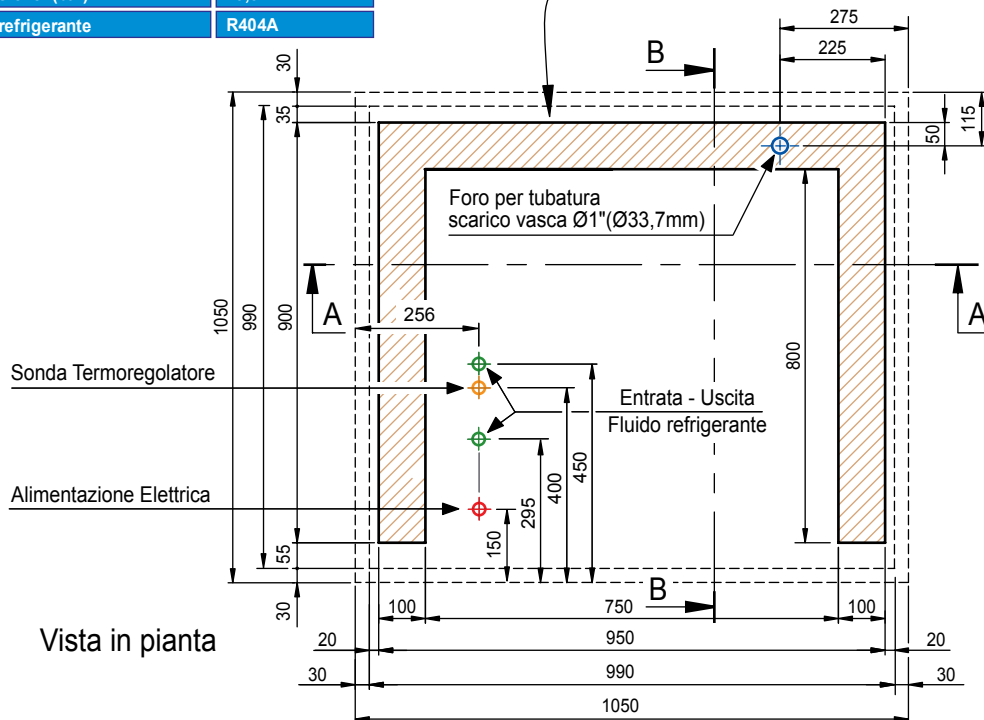 refrigerante R404A
275
225
B
30
35
50
115
Foro per tubatura
scarico vasca Ø1"(Ø33,7mm)
A
A
1050
990
900
256
800
Sonda Termoregolatore
Entrata - Uscita
Fluido refrigerante
450
400
295
150
Alimentazione Elettrica
55
30
B
100
750
100
Vista in pianta
20
950
20
30
990
30
1050